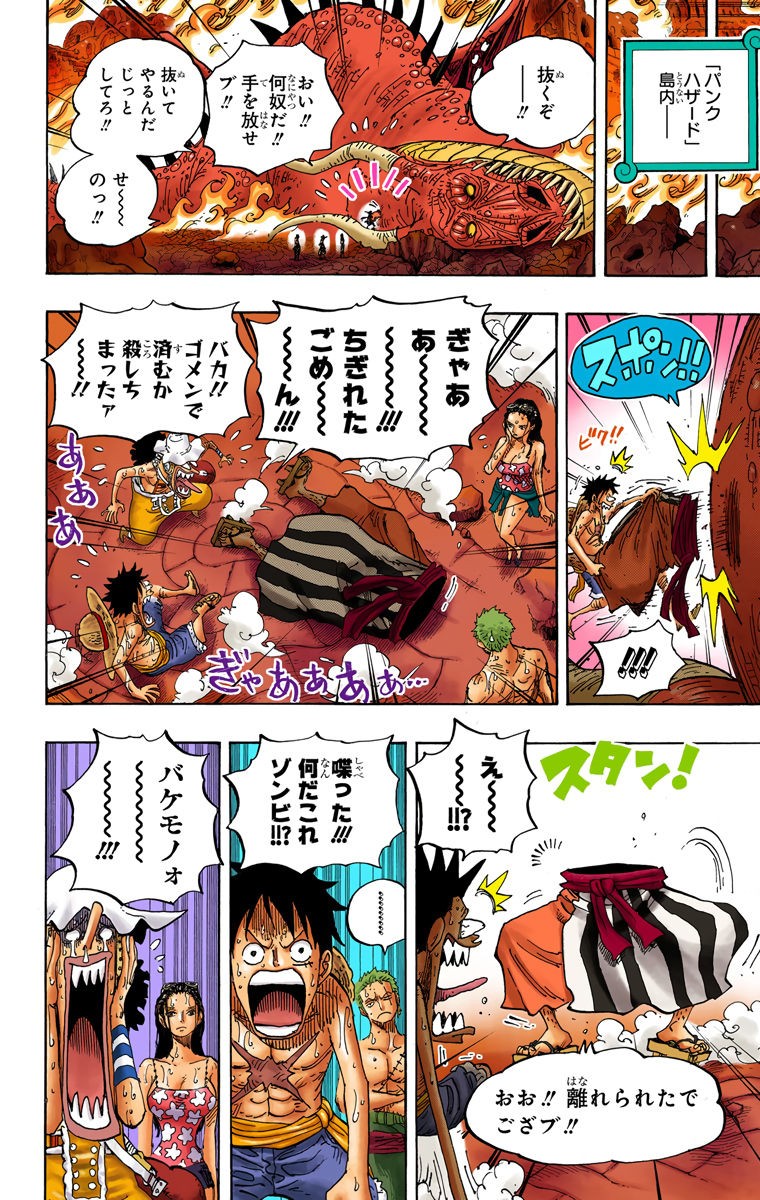 「パンク
ハザード」
島内──
抜くぞ
──!!
おい!!
何奴だ!!
手を放せ
ブ!!
抜いて
やるんだ
じっと
してろ!!
せ〜〜
のっ!!
スポン!!
ビク!!
!!!!
ぎゃあ
あ〜〜
〜〜〜!!!
ちぎれた
ごめ〜〜
〜〜ん!!!
バカ!!
ゴメンで
済むか
殺しち
まったァ
〜〜!!
あああ
ぎゃあぁあぁぁ…
スタン!
え〜〜
〜〜!!?
おお!!離れられたで
ござブ!!
喋った!!!
何だこれ
ゾンビ!!?
………
バケモノォ
〜〜〜
〜〜〜!!!